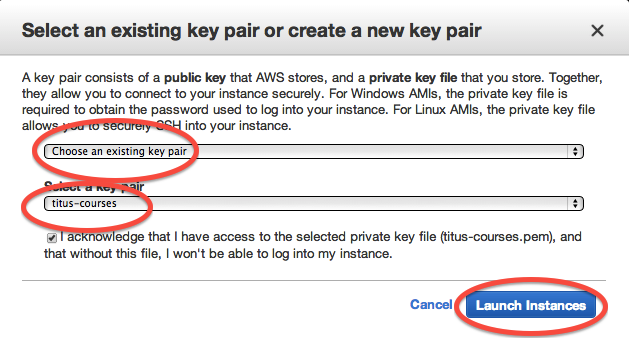 Select an existing key pair or create a new key pair
A key pair consists of a public key that AWS stores, and a private key file that you store. Together,
they allow you to connect to your instance securely. For Windows AMIs, the private key file is
required to obtain the password used to log into your instance. For Linux AMIs, the private key file
allows you to securely SSH into your instance.
Choose an existing key pair
Select a key pair
titus-courses
I acknowledge that I have access to the selected private key file (titus-courses.pem), and
that without this file, I won't be able to log into my instance.
Cancel Launch Instances